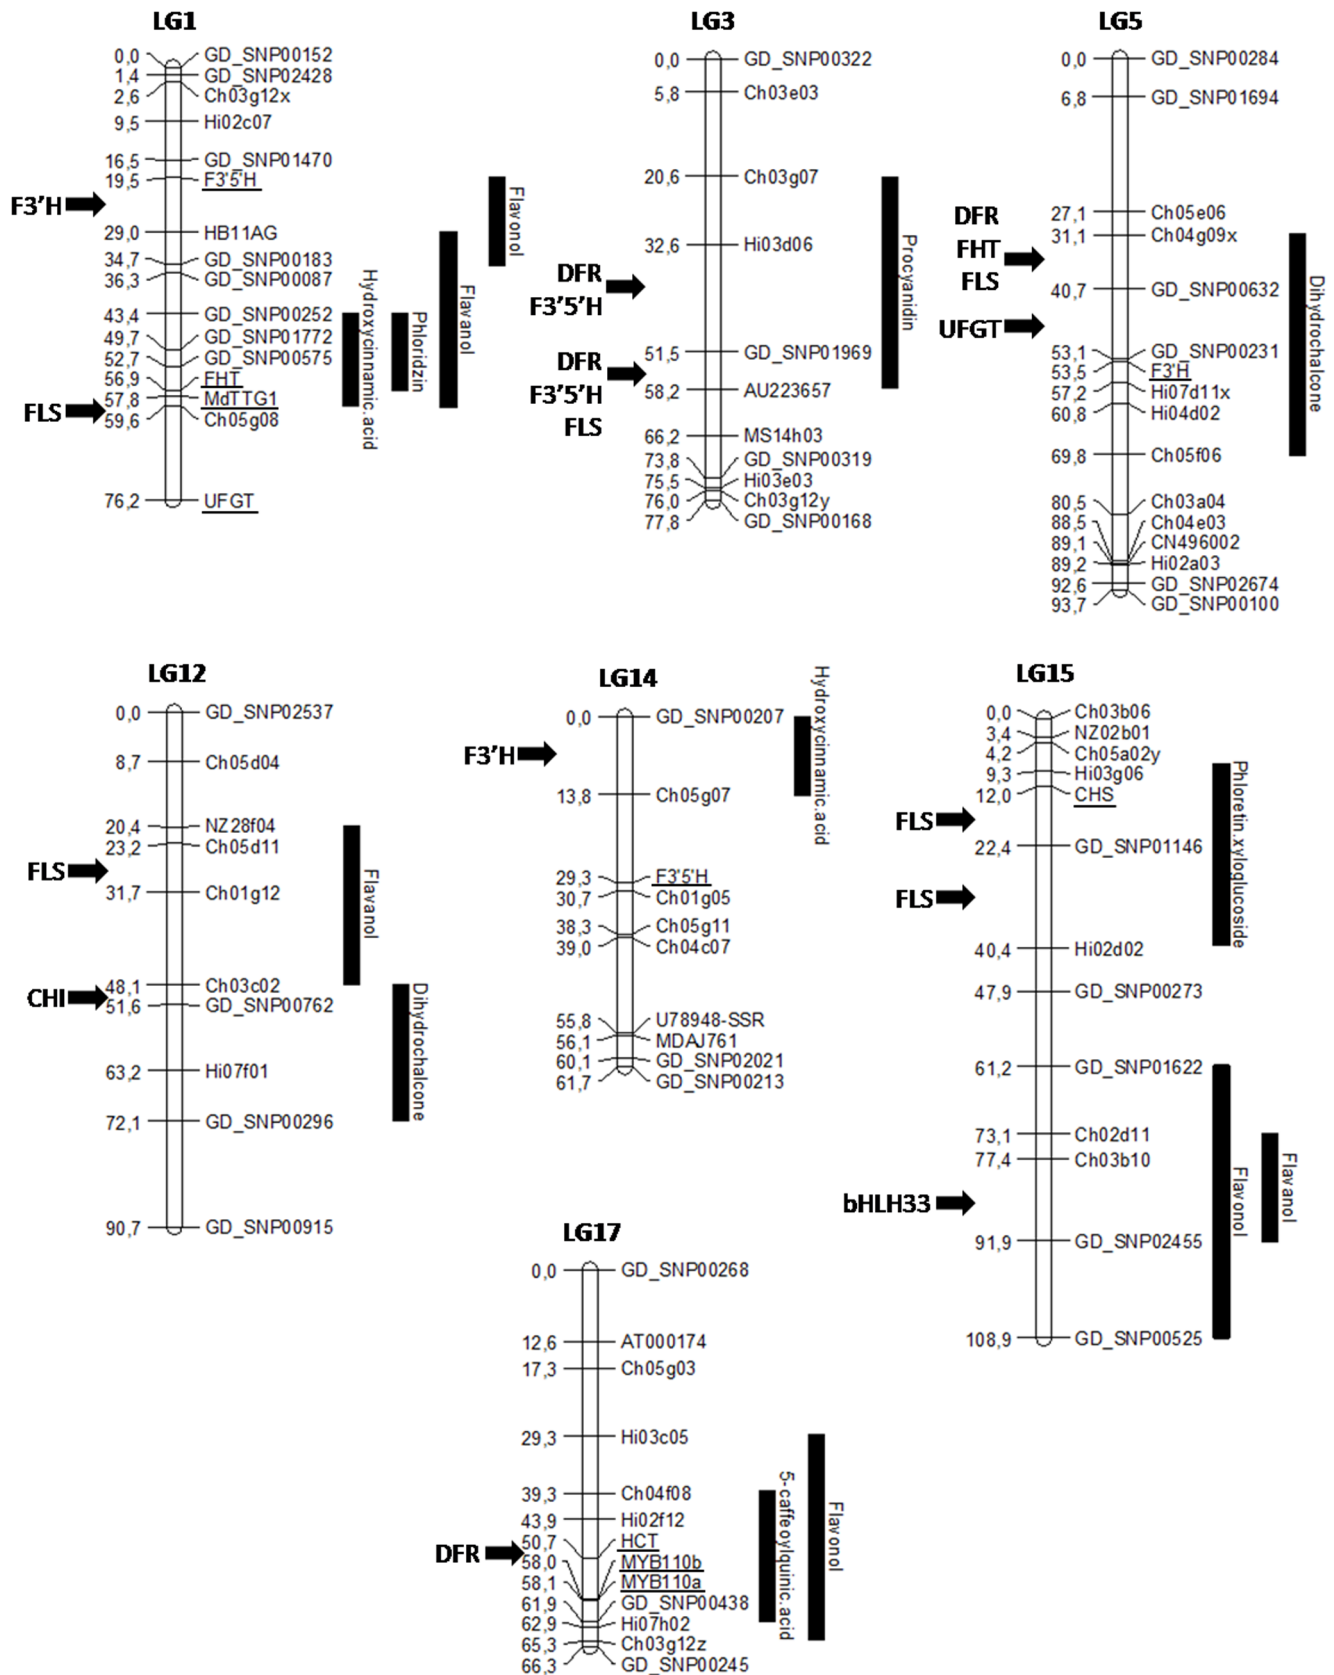 LG1
0,0 GD_SNP00152
1,4 GD_SNP02428
2,6 Ch03g12x
9,5 Hi02c07
16,5 GD_SNP01470
19,5 F3'5'H
F3'H
29,0 HB11AG
34,7 GD_SNP00183
36,3 GD_SNP00087
43,4 GD_SNP00252
49,7 GD_SNP01772
52,7 GD_SNP00575
56,9 FHT
57,8 MdTTG1
FLS
59,6 Ch05g08
76,2 UFGT
Hydroxycinnamic.acid
Phloridzin
Flavanol
Flavonol
LG3
0,0 GD_SNP00322
5,8 Ch03e03
20,6 Ch03g07
32,6 Hi03d06
DFR
F3'5'H
51,5 GD_SNP01969
DFR
F3'5'H
FLS
58,2 AU223657
66,2 MS14h03
73,8 GD_SNP00319
75,5 Hi03e03
76,0 Ch03g12y
77,8 GD_SNP00168
Procyanidin
LG5
0,0 GD_SNP00284
6,8 GD_SNP01694
27,1 Ch05e06
31,1 Ch04g09x
DFR
FHT
FLS
40,7 GD_SNP00632
UFGT
53,1 GD_SNP00231
53,5 F3'H
57,2 Hi07d11x
60,8 Hi04d02
69,8 Ch05f06
80,5 Ch03a04
88,5 Ch04e03
89,1 CN496002
89,2 Hi02a03
92,6 GD_SNP02674
93,7 GD_SNP00100
Dihydrochalcone
LG12
0,0 GD_SNP02537
8,7 Ch05d04
20,4 NZ28f04
23,2 Ch05d11
FLS
31,7 Ch01g12
48,1 Ch03c02
CHI
51,6 GD_SNP00762
63,2 Hi07f01
72,1 GD_SNP00296
90,7 GD_SNP00915
Flavanol
Dihydrochalcone
LG14
0,0 GD_SNP00207
F3'H
13,8 Ch05g07
29,3 F3'5'H
30,7 Ch01g05
38,3 Ch05g11
39,0 Ch04c07
55,8 U78948-SSR
56,1 MDAJ761
60,1 GD_SNP02021
61,7 GD_SNP00213
Hydroxycinnamic.acid
LG15
0,0 Ch03b06
3,4 NZ02b01
4,2 Ch05a02y
9,3 Hi03g06
12,0 CHS
FLS
22,4 GD_SNP01146
FLS
40,4 Hi02d02
47,9 GD_SNP00273
61,2 GD_SNP01622
73,1 Ch02d11
77,4 Ch03b10
bHLH33
91,9 GD_SNP02455
108,9 GD_SNP00525
Phloretin.xyloglucoside
Flavonol
Flavanol
LG17
0,0 GD_SNP00268
12,6 AT000174
17,3 Ch05g03
29,3 Hi03c05
39,3 Ch04f08
43,9 Hi02f12
50,7 HCT
DFR
58,0 MYB110b
58,1 MYB110a
61,9 GD_SNP00438
62,9 Hi07h02
65,3 Ch03g12z
66,3 GD_SNP00245
5-caffeoylquinic.acid
Flavonol